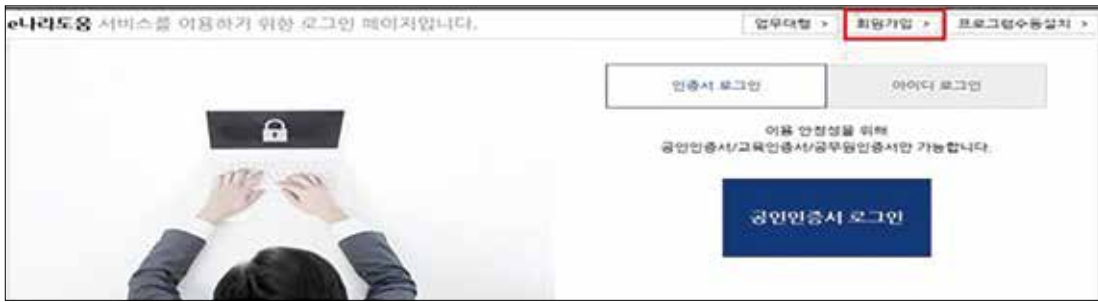 e나라도움 서비스를 이용하기 위한 로그인 페이지입니다.
업무대행 >
회원가입 >
프로그램수동설치 >
인증서 로그인
아이디 로그인
이용 안정성을 위해
공인인증서/교육인증서/공무원인증서만 가능합니다.
공인인증서 로그인